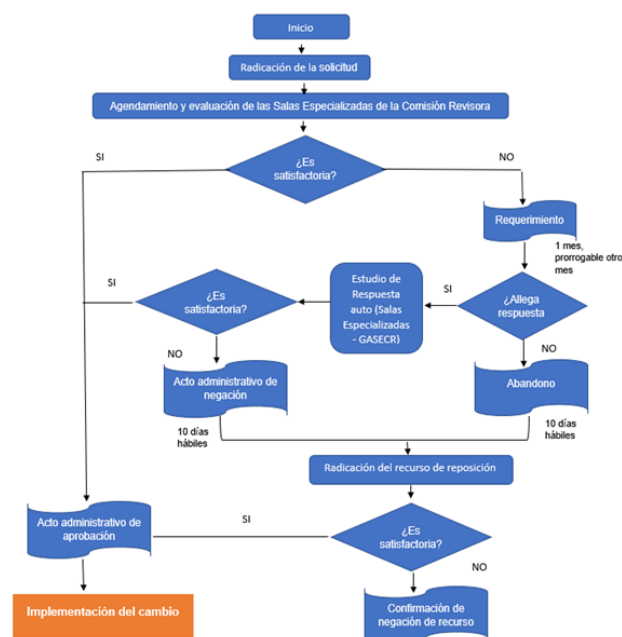 Inicio
Radicación de la solicitud
Agendamiento y evaluación de las Salas Especializadas de la Comisión Revisora
SI
¿Es
satisfactoria?
NO
Requerimiento
1 mes,
prorrogable otro
mes
SI
¿Es
satisfactoria?
Estudio de
Respuesta
auto (Salas
Especializadas
- GASECR)
SI
¿Allega
respuesta
NO
NO
Acto administrativo de
negación
Abandono
10 días
hábiles
10 días
hábiles
Radicación del recurso de reposición
Acto administrativo de
aprobación
SI
¿Es
satisfactoria?
NO
Implementación del cambio
Confirmación de
negación de recurso